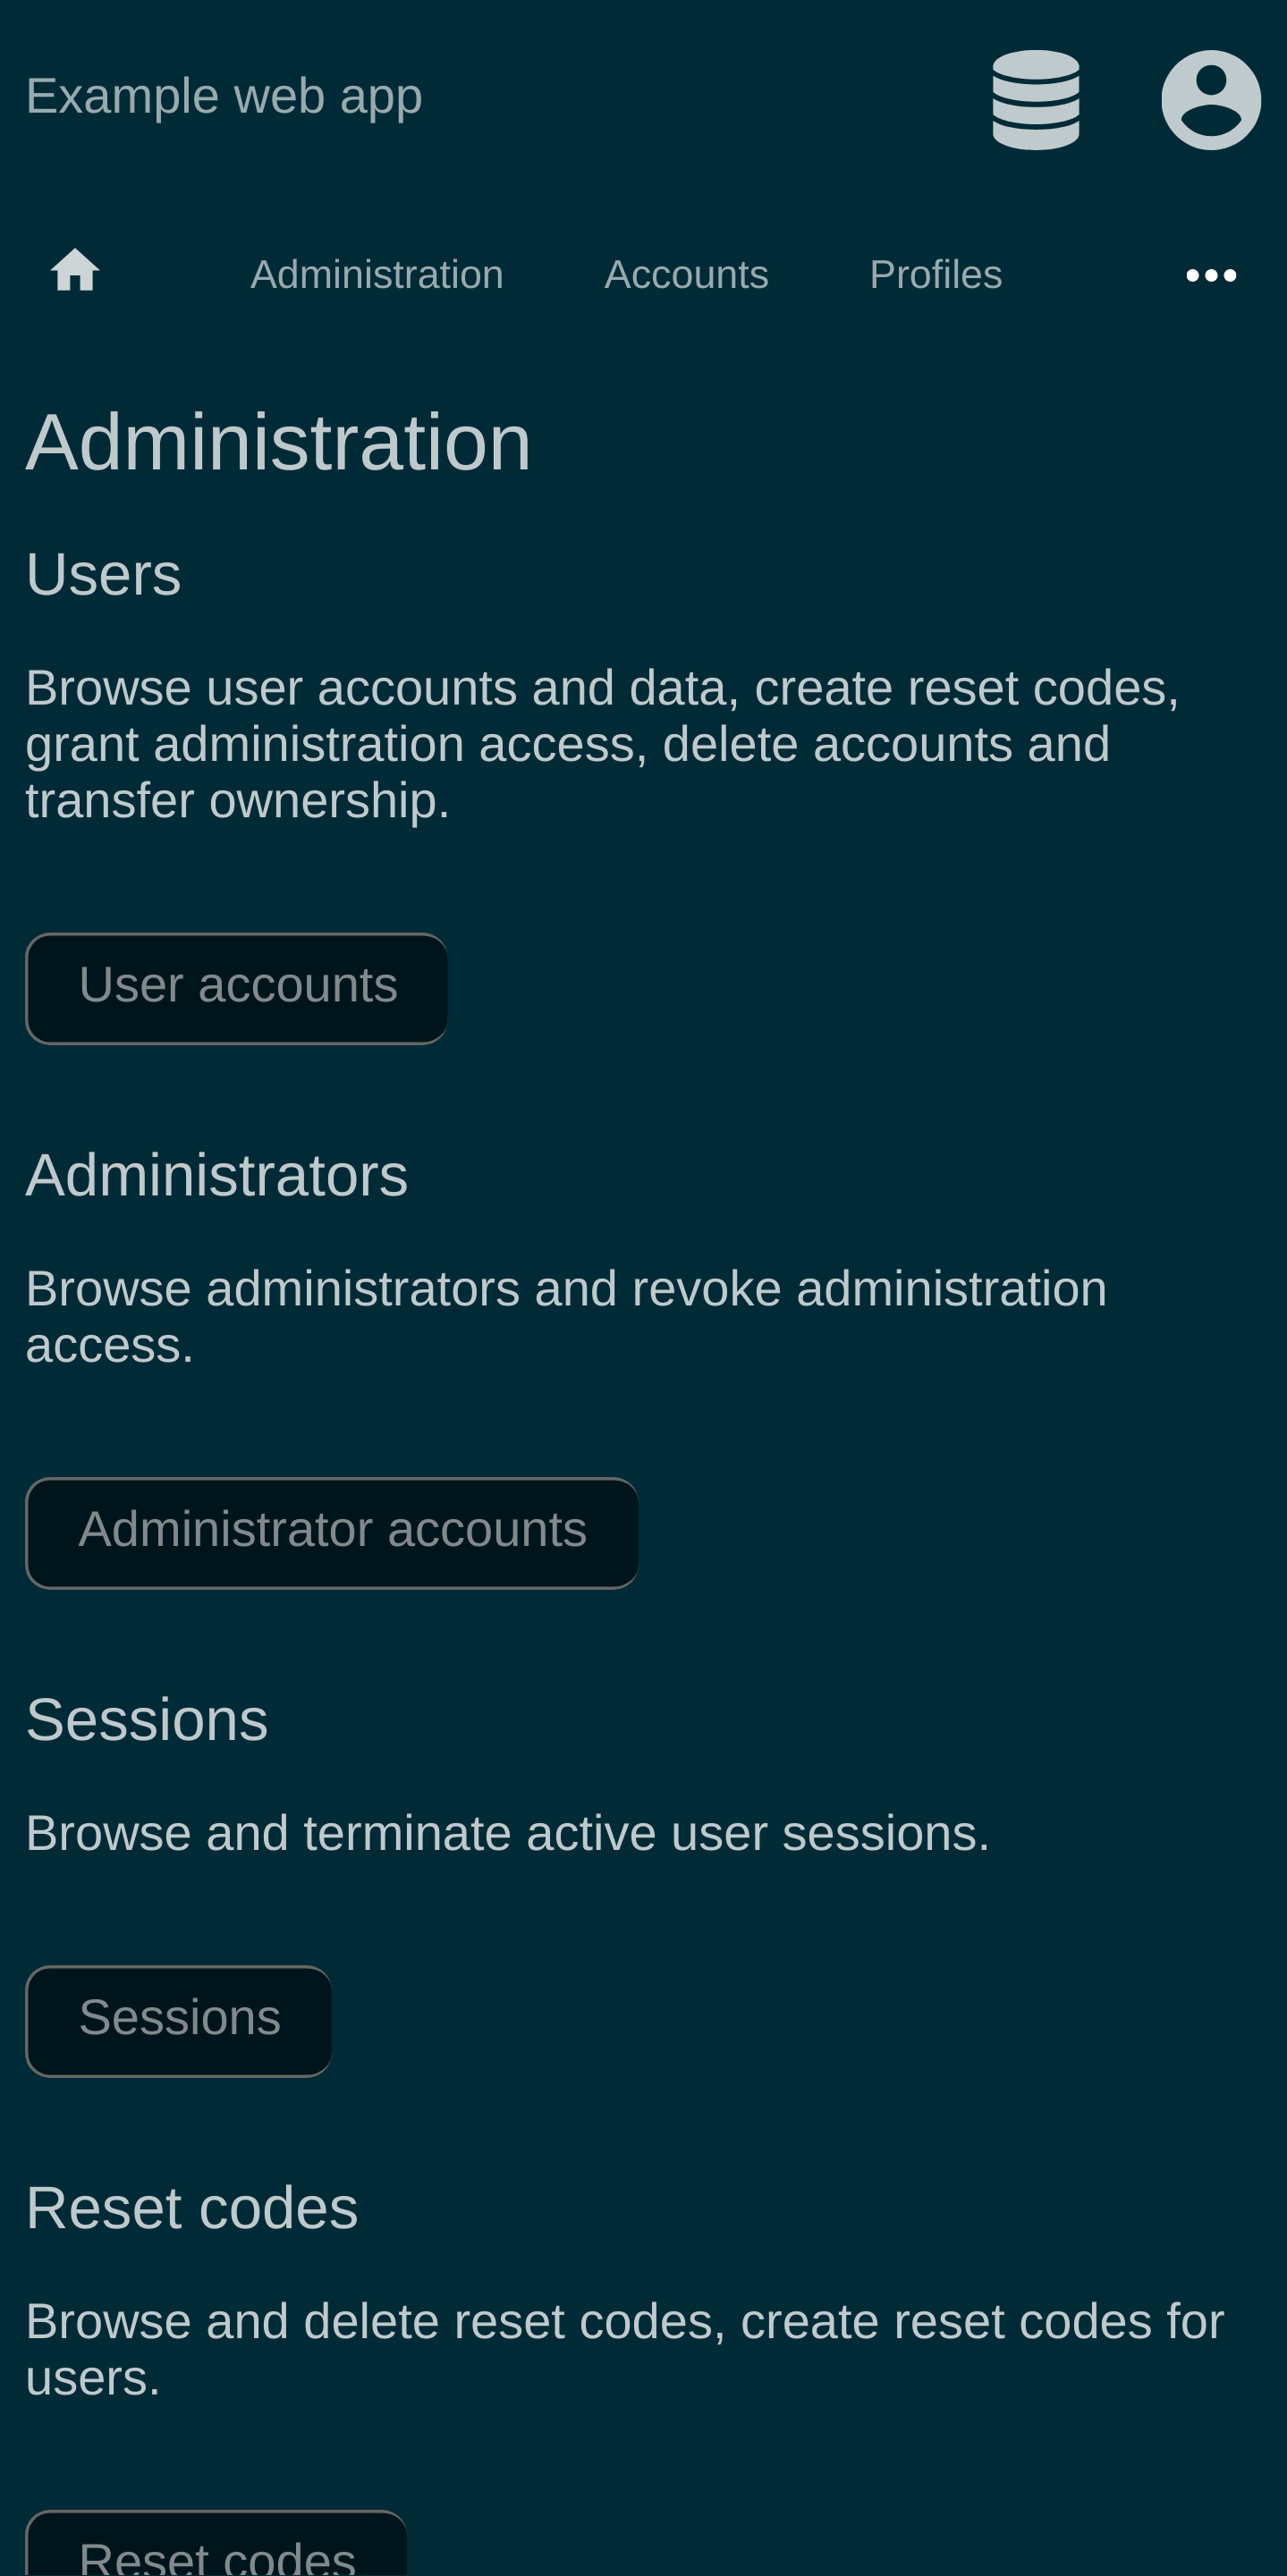 Example web app
Administration Accounts Profiles
Administration
Users
Browse user accounts and data, create reset codes,
grant administration access, delete accounts and
transfer ownership.
User accounts
Administrators
Browse administrators and revoke administration
access.
Administrator accounts
Sessions
Browse and terminate active user sessions.
Sessions
Reset codes
Browse and delete reset codes, create reset codes for
users.
Reset codes